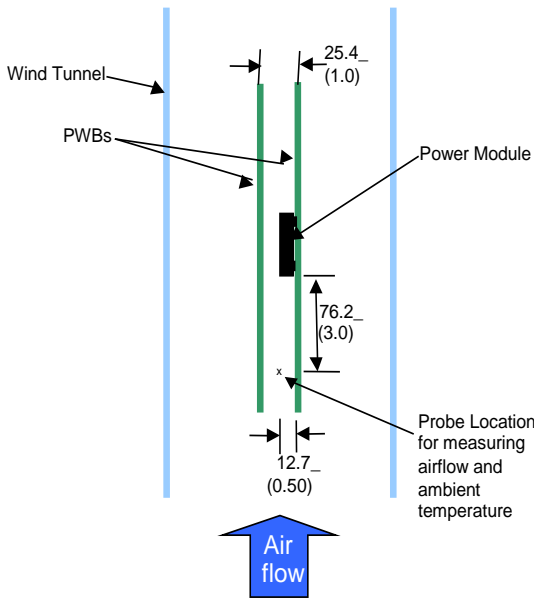 25.4_
(1.0)
Wind Tunnel
PWBs
Power Module
76.2_
(3.0)
x
Probe Location
for measuring
airflow and
ambient
temperature
12.7_
(0.50)
Air
flow